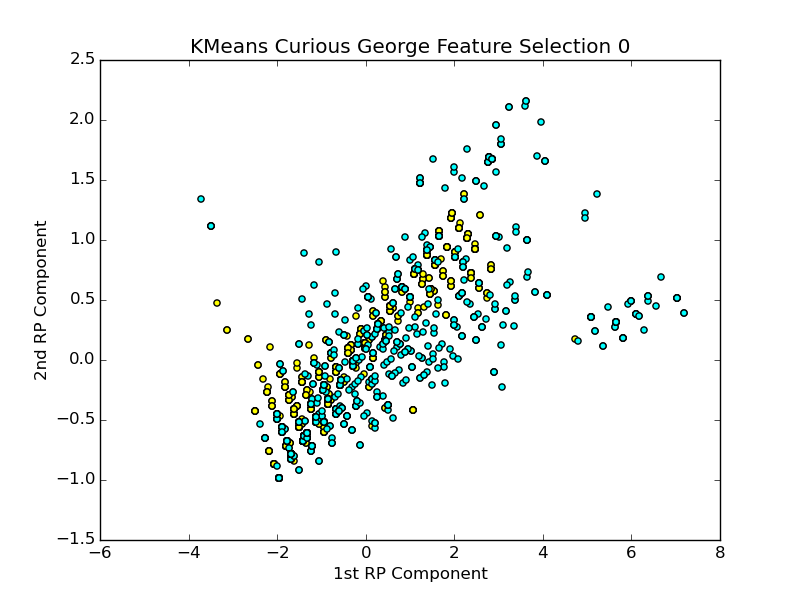 KMeans Curious George Feature Selection 0
2.5
2.0
1.5
1.0
0.5
0.0
−0.5
−1.0
−1.5
2nd RP Component
−6 −4 −2 0 2 4 6 8
1st RP Component